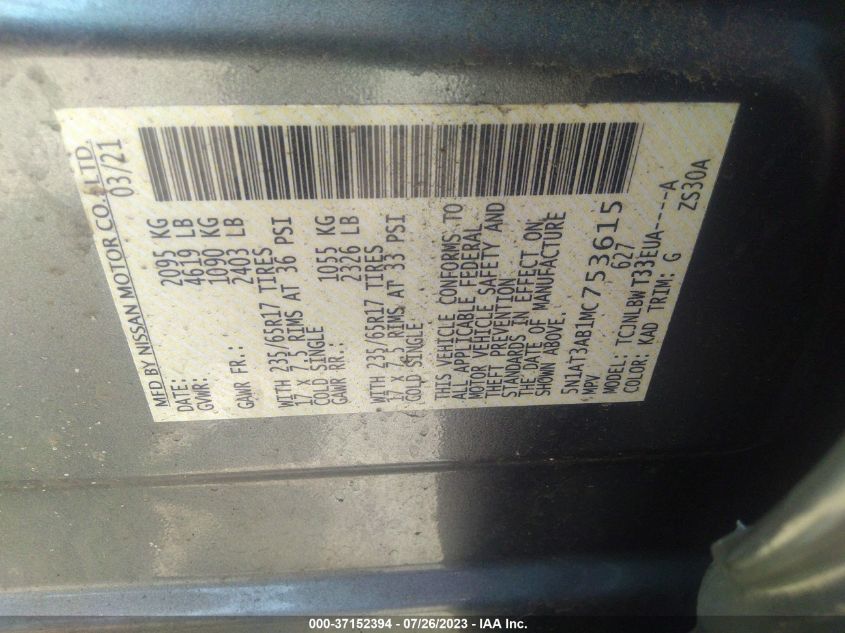 MFD BY NISSAN MOTOR CO., LTD.
DATE: 03/21
GVWR: 2095 KG
4619 LB
GAWR FR: 1090 KG
2403 LB
WITH 235/65R17 TIRES
17 X 7.5 RIMS AT 36 PSI
COLD SINGLE
GAWR RR: 1055 KG
2326 LB
WITH 235/65R17 TIRES
17 X 7.5 RIMS AT 33 PSI
COLD SINGLE
THIS VEHICLE CONFORMS TO
ALL APPLICABLE FEDERAL
MOTOR VEHICLE SAFETY AND
THEFT PREVENTION
STANDARDS IN EFFECT ON
THE DATE OF MANUFACTURE
SHOWN ABOVE.
5N1AT3AB1MC753615
MPV 627
MODEL: TCJNLBWT33EUA----A
COLOR: KAD TRIM: G ZS30A
000-37152394 - 07/26/2023 - IAA Inc.